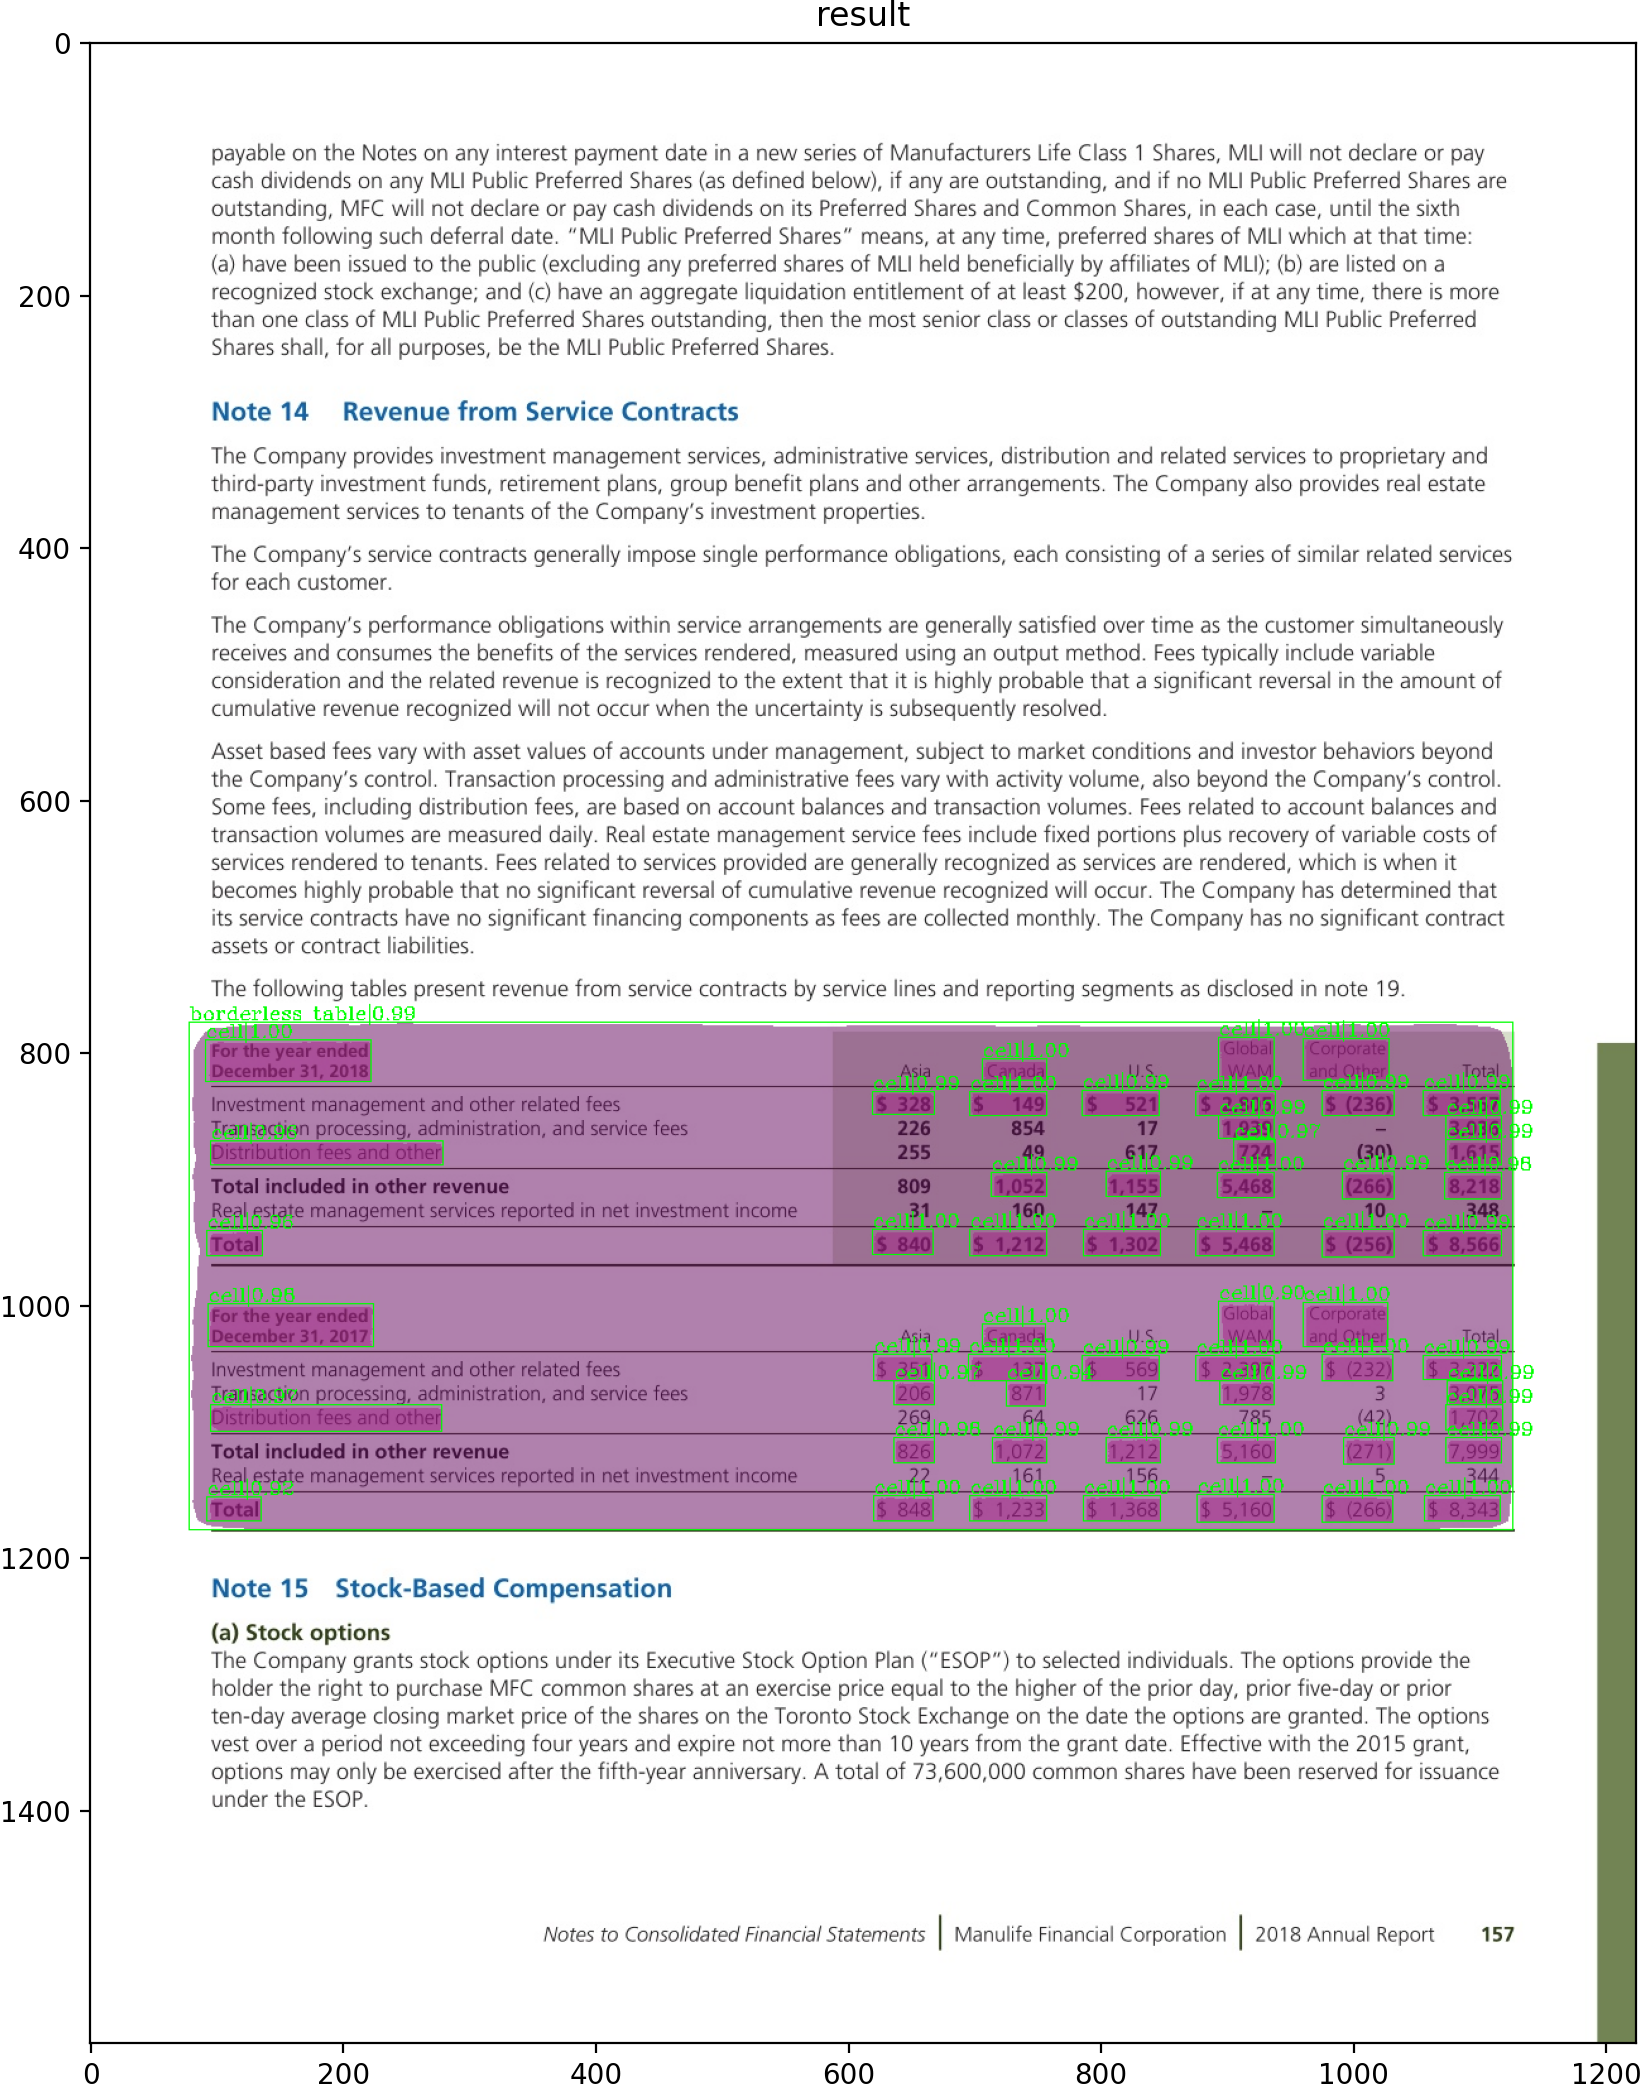 result
payable on the Notes on any interest payment date in a new series of Manufacturers Life Class 1 Shares, MLI will not declare or pay
cash dividends on any MLI Public Preferred Shares (as defined below), if any are outstanding, and if no MLI Public Preferred Shares are
outstanding, MFC will not declare or pay cash dividends on its Preferred Shares and Common Shares, in each case, until the sixth
month following such deferral date. “MLI Public Preferred Shares” means, at any time, preferred shares of MLI which at that time:
(a) have been issued to the public (excluding any preferred shares of MLI held beneficially by affiliates of MLI); (b) are listed on a
recognized stock exchange; and (c) have an aggregate liquidation entitlement of at least $200, however, if at any time, there is more
than one class of MLI Public Preferred Shares outstanding, then the most senior class or classes of outstanding MLI Public Preferred
Shares shall, for all purposes, be the MLI Public Preferred Shares.
Note 14 Revenue from Service Contracts
The Company provides investment management services, administrative services, distribution and related services to proprietary and
third-party investment funds, retirement plans, group benefit plans and other arrangements. The Company also provides real estate
management services to tenants of the Company’s investment properties.
The Company’s service contracts generally impose single performance obligations, each consisting of a series of similar related services
for each customer.
The Company’s performance obligations within service arrangements are generally satisfied over time as the customer simultaneously
receives and consumes the benefits of the services rendered, measured using an output method. Fees typically include variable
consideration and the related revenue is recognized to the extent that it is highly probable that a significant reversal in the amount of
cumulative revenue recognized will not occur when the uncertainty is subsequently resolved.
Asset based fees vary with asset values of accounts under management, subject to market conditions and investor behaviors beyond
the Company’s control. Transaction processing and administrative fees vary with activity volume, also beyond the Company’s control.
Some fees, including distribution fees, are based on account balances and transaction volumes. Fees related to account balances and
transaction volumes are measured daily. Real estate management service fees include fixed portions plus recovery of variable costs of
services rendered to tenants. Fees related to services provided are generally recognized as services are rendered, which is when it
becomes highly probable that no significant reversal of cumulative revenue recognized will occur. The Company has determined that
its service contracts have no significant financing components as fees are collected monthly. The Company has no significant contract
assets or contract liabilities.
The following tables present revenue from service contracts by service lines and reporting segments as disclosed in note 19.
borderless table|0.99
For the year ended Global Corporate
December 31, 2018 Asia Canada U.S. WAM and Other Total
Investment management and other related fees $ 328 $ 149 $ 521 $ $ (236) $
Transaction processing, administration, and service fees 226 854 17 –
Distribution fees and other 255 49 617 724 (30) 1,615
Total included in other revenue 809 1,052 1,155 5,468 (266) 8,218
Real estate management services reported in net investment income 31 160 147 – 10 348
Total $ 840 $ 1,212 $ 1,302 $ 5,468 $ (256) $ 8,566
For the year ended Global Corporate
December 31, 2017 Asia Canada U.S. WAM and Other Total
Investment management and other related fees $ $ $ 569 $ $ (232) $
Transaction processing, administration, and service fees 206 871 17 1,978 3
Distribution fees and other 269 64 626 785 (42) 1,702
Total included in other revenue 826 1,072 1,212 5,160 (271) 7,999
Real estate management services reported in net investment income 22 161 156 – 5 344
Total $ 848 $ 1,233 $ 1,368 $ 5,160 $ (266) $ 8,343
Note 15 Stock-Based Compensation
(a) Stock options
The Company grants stock options under its Executive Stock Option Plan (“ESOP”) to selected individuals. The options provide the
holder the right to purchase MFC common shares at an exercise price equal to the higher of the prior day, prior five-day or prior
ten-day average closing market price of the shares on the Toronto Stock Exchange on the date the options are granted. The options
vest over a period not exceeding four years and expire not more than 10 years from the grant date. Effective with the 2015 grant,
options may only be exercised after the fifth-year anniversary. A total of 73,600,000 common shares have been reserved for issuance
under the ESOP.
Notes to Consolidated Financial Statements | Manulife Financial Corporation | 2018 Annual Report 157
0
200
400
600
800
1000
1200
1400
0 200 400 600 800 1000 1200